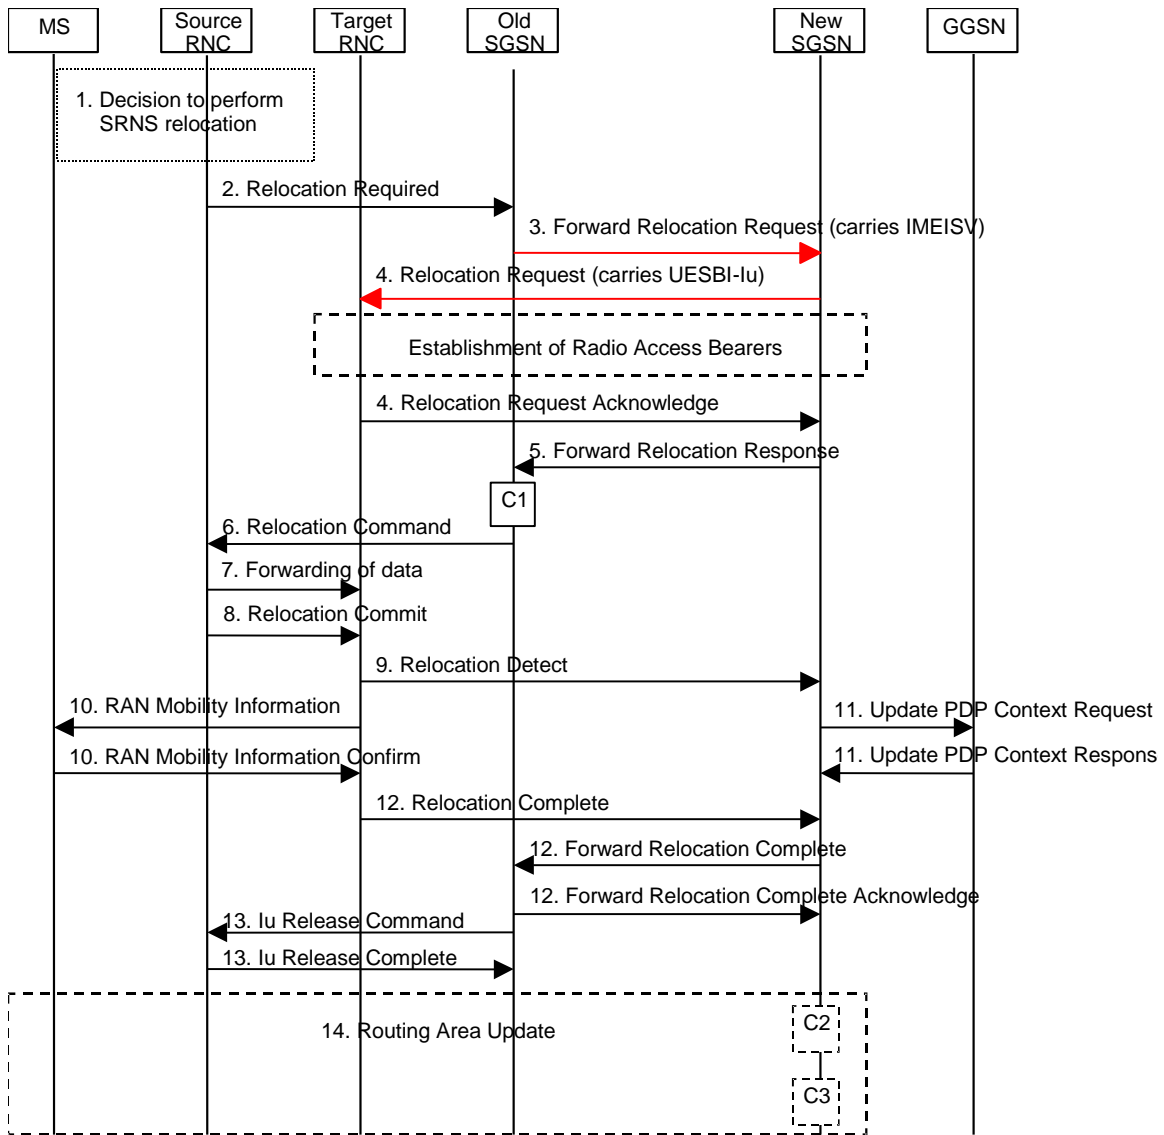 MS
Source
RNC
Target
RNC
Old
SGSN
New
SGSN
GGSN
1. Decision to perform
SRNS relocation
2. Relocation Required
3. Forward Relocation Request (carries IMEISV)
4. Relocation Request (carries UESBI-Iu)
Establishment of Radio Access Bearers
4. Relocation Request Acknowledge
5. Forward Relocation Response
C1
6. Relocation Command
7. Forwarding of data
8. Relocation Commit
9. Relocation Detect
10. RAN Mobility Information
11. Update PDP Context Request
10. RAN Mobility Information Confirm
11. Update PDP Context Respons
12. Relocation Complete
12. Forward Relocation Complete
12. Forward Relocation Complete Acknowledge
13. Iu Release Command
13. Iu Release Complete
14. Routing Area Update
C2
C3